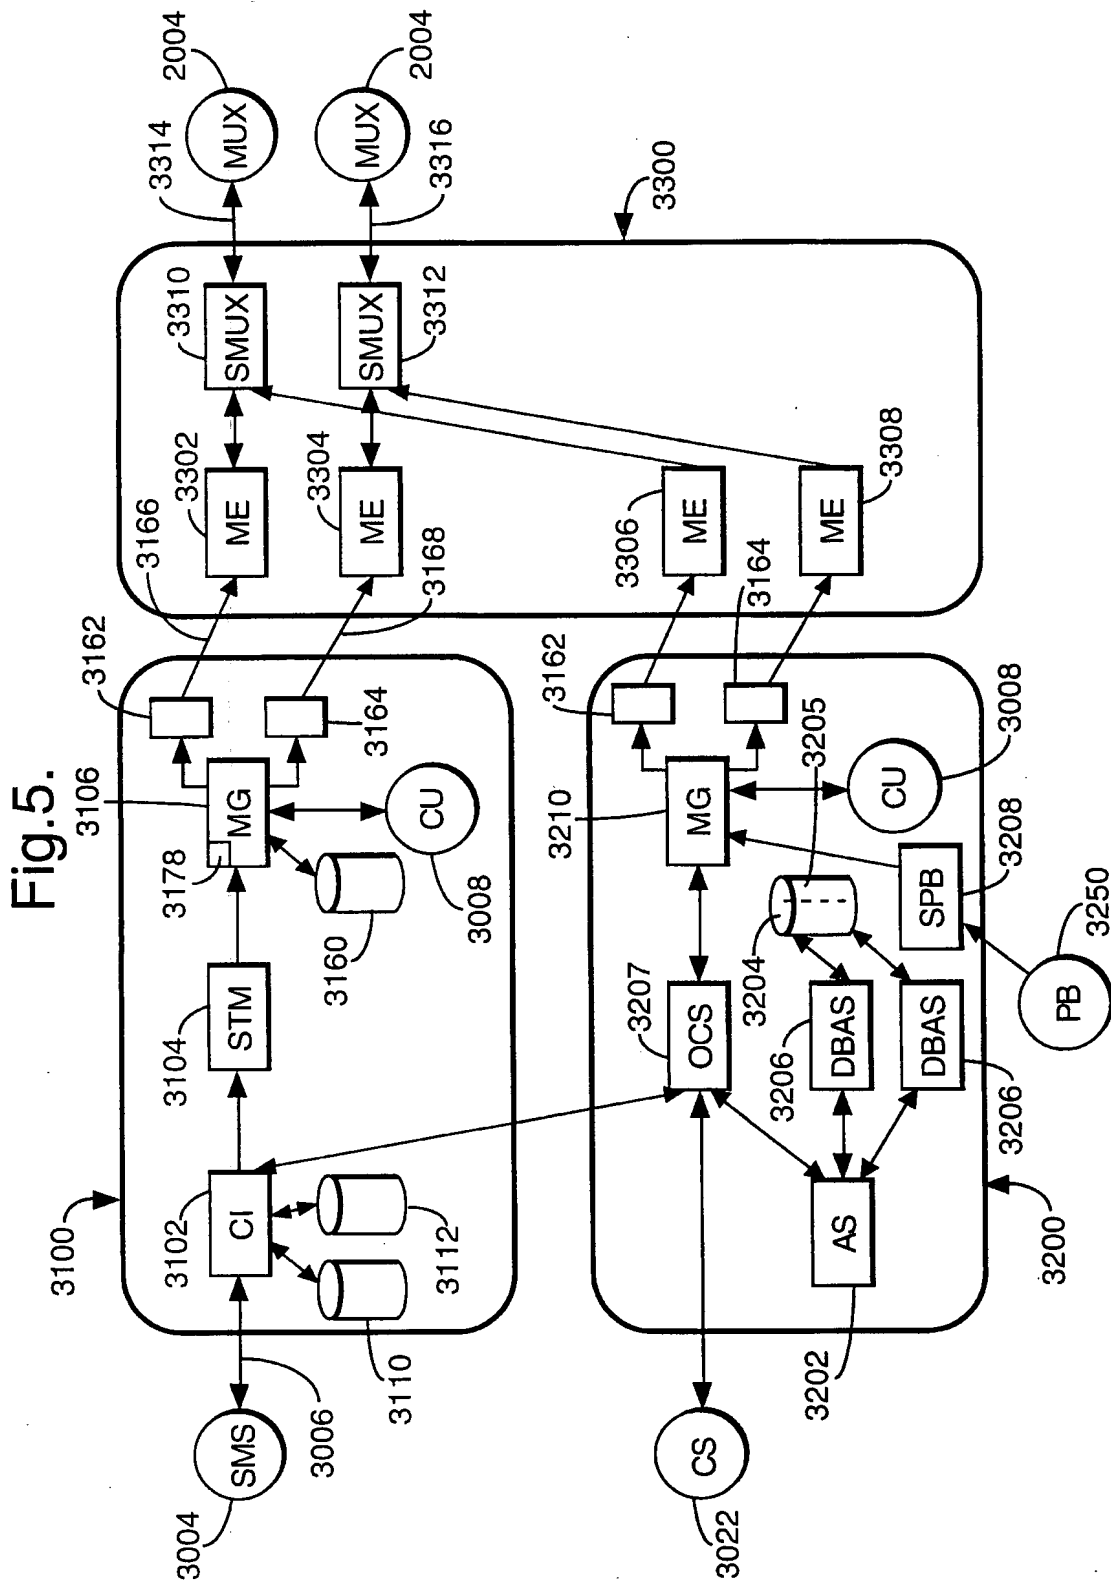 Fig.5.
3004
SMS
3006
3100
3102
CI
3110
3112
3104
STM
3178
3106
MG
3160
CU
3008
3162
3164
3166
3168
3302
ME
3304
ME
3310
SMUX
3312
SMUX
3314
3316
2004
MUX
2004
MUX
3300
3306
ME
3308
ME
3022
CS
3200
3202
AS
3207
OCS
3206
DBAS
3206
DBAS
3204
3205
3210
MG
SPB
3208
PB
3250
CU
3008
3162
3164